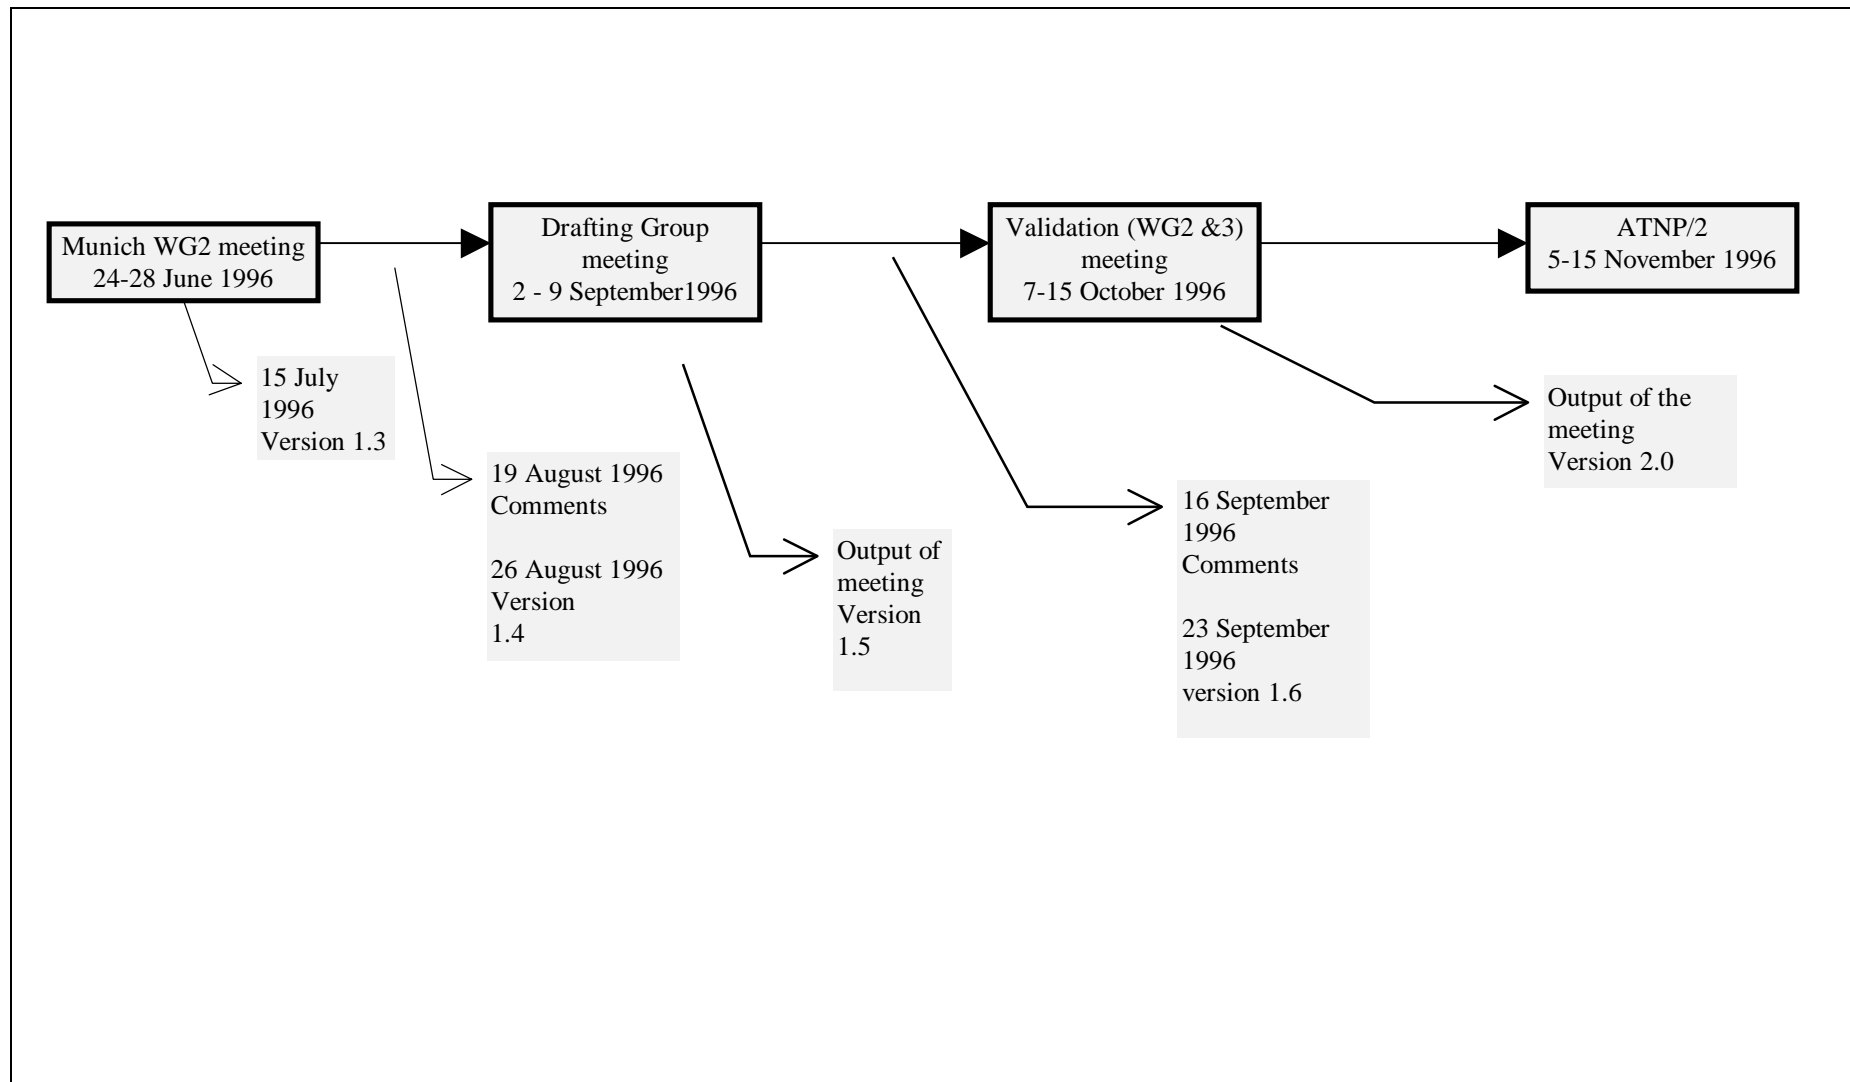 Munich WG2 meeting
24-28 June 1996
Drafting Group
meeting
2 - 9 September1996
Validation (WG2 &3)
meeting
7-15 October 1996
ATNP/2
5-15 November 1996
15 July
1996
Version 1.3
19 August 1996
Comments
26 August 1996
Version
1.4
Output of
meeting
Version
1.5
16 September
1996
Comments
23 September
1996
version 1.6
Output of the
meeting
Version 2.0